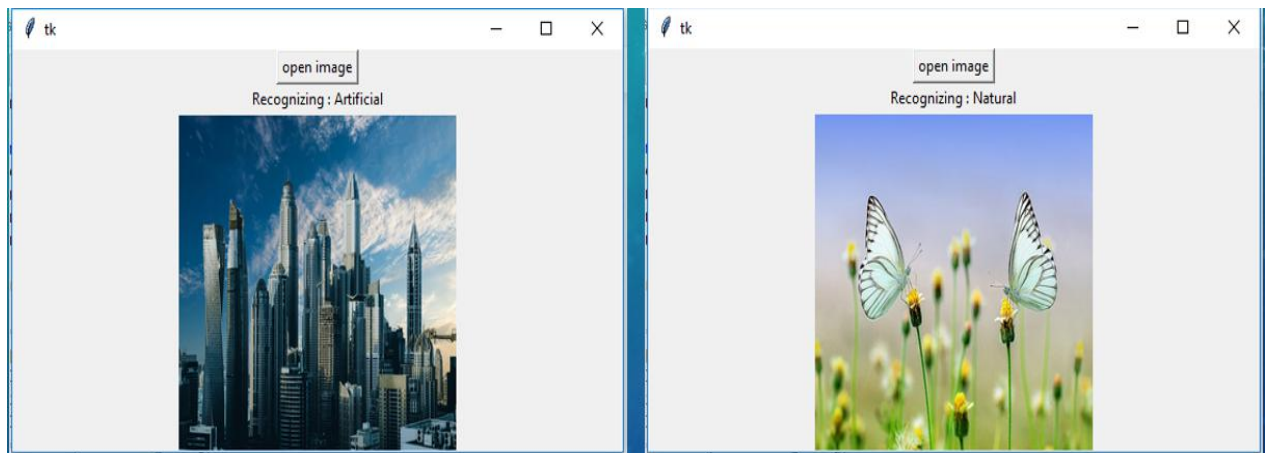 tk
open image
Recognizing : Artificial
tk
open image
Recognizing : Natural